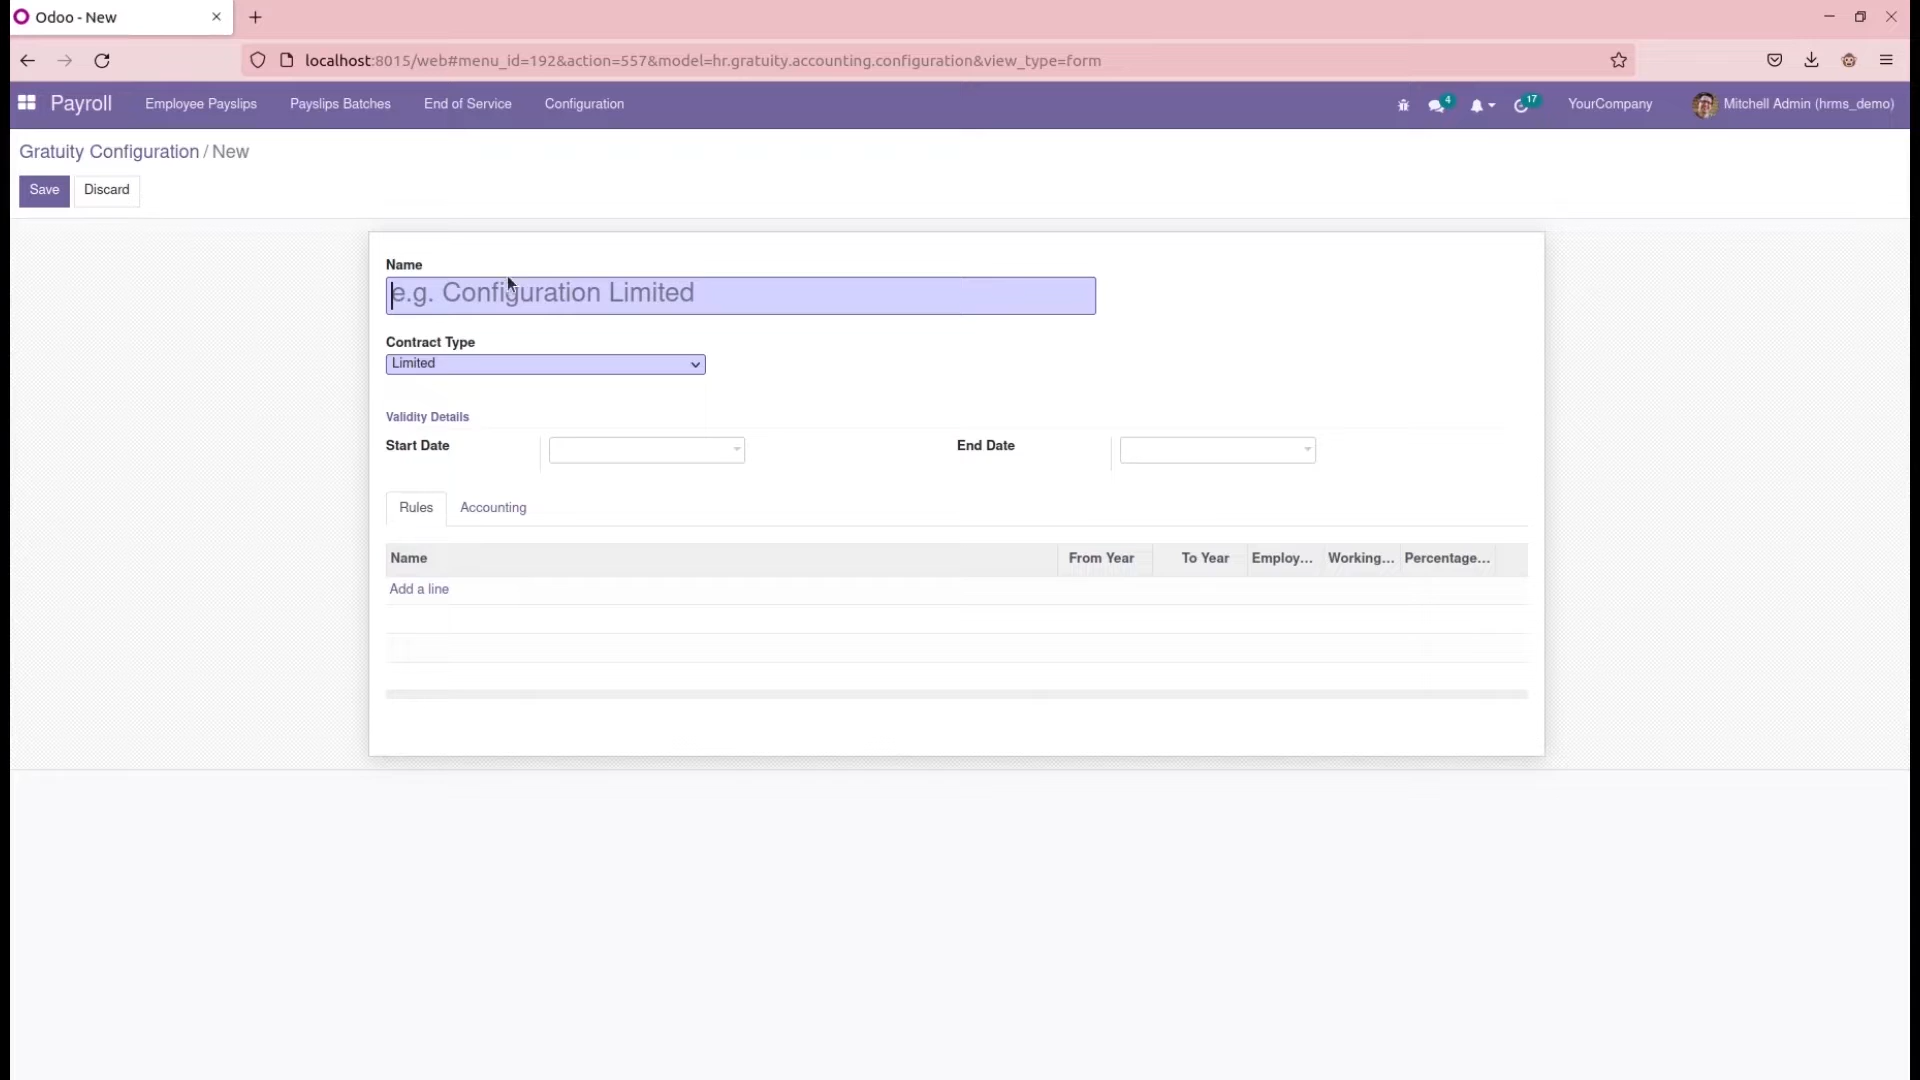 Odoo - New
localhost:8015/web#menu_id=192&action=557&model=hr.gratuity.accounting.configuration&view_type=form
Payroll Employee Payslips Payslips Batches End of Service Configuration 4 17 YourCompany Mitchell Admin (hrms_demo)
Gratuity Configuration / New
Save Discard
Name
e.g. Configuration Limited
Contract Type
Limited
Validity Details
Start Date End Date
Rules Accounting
Name From Year To Year Employ... Working... Percentage...
Add a line